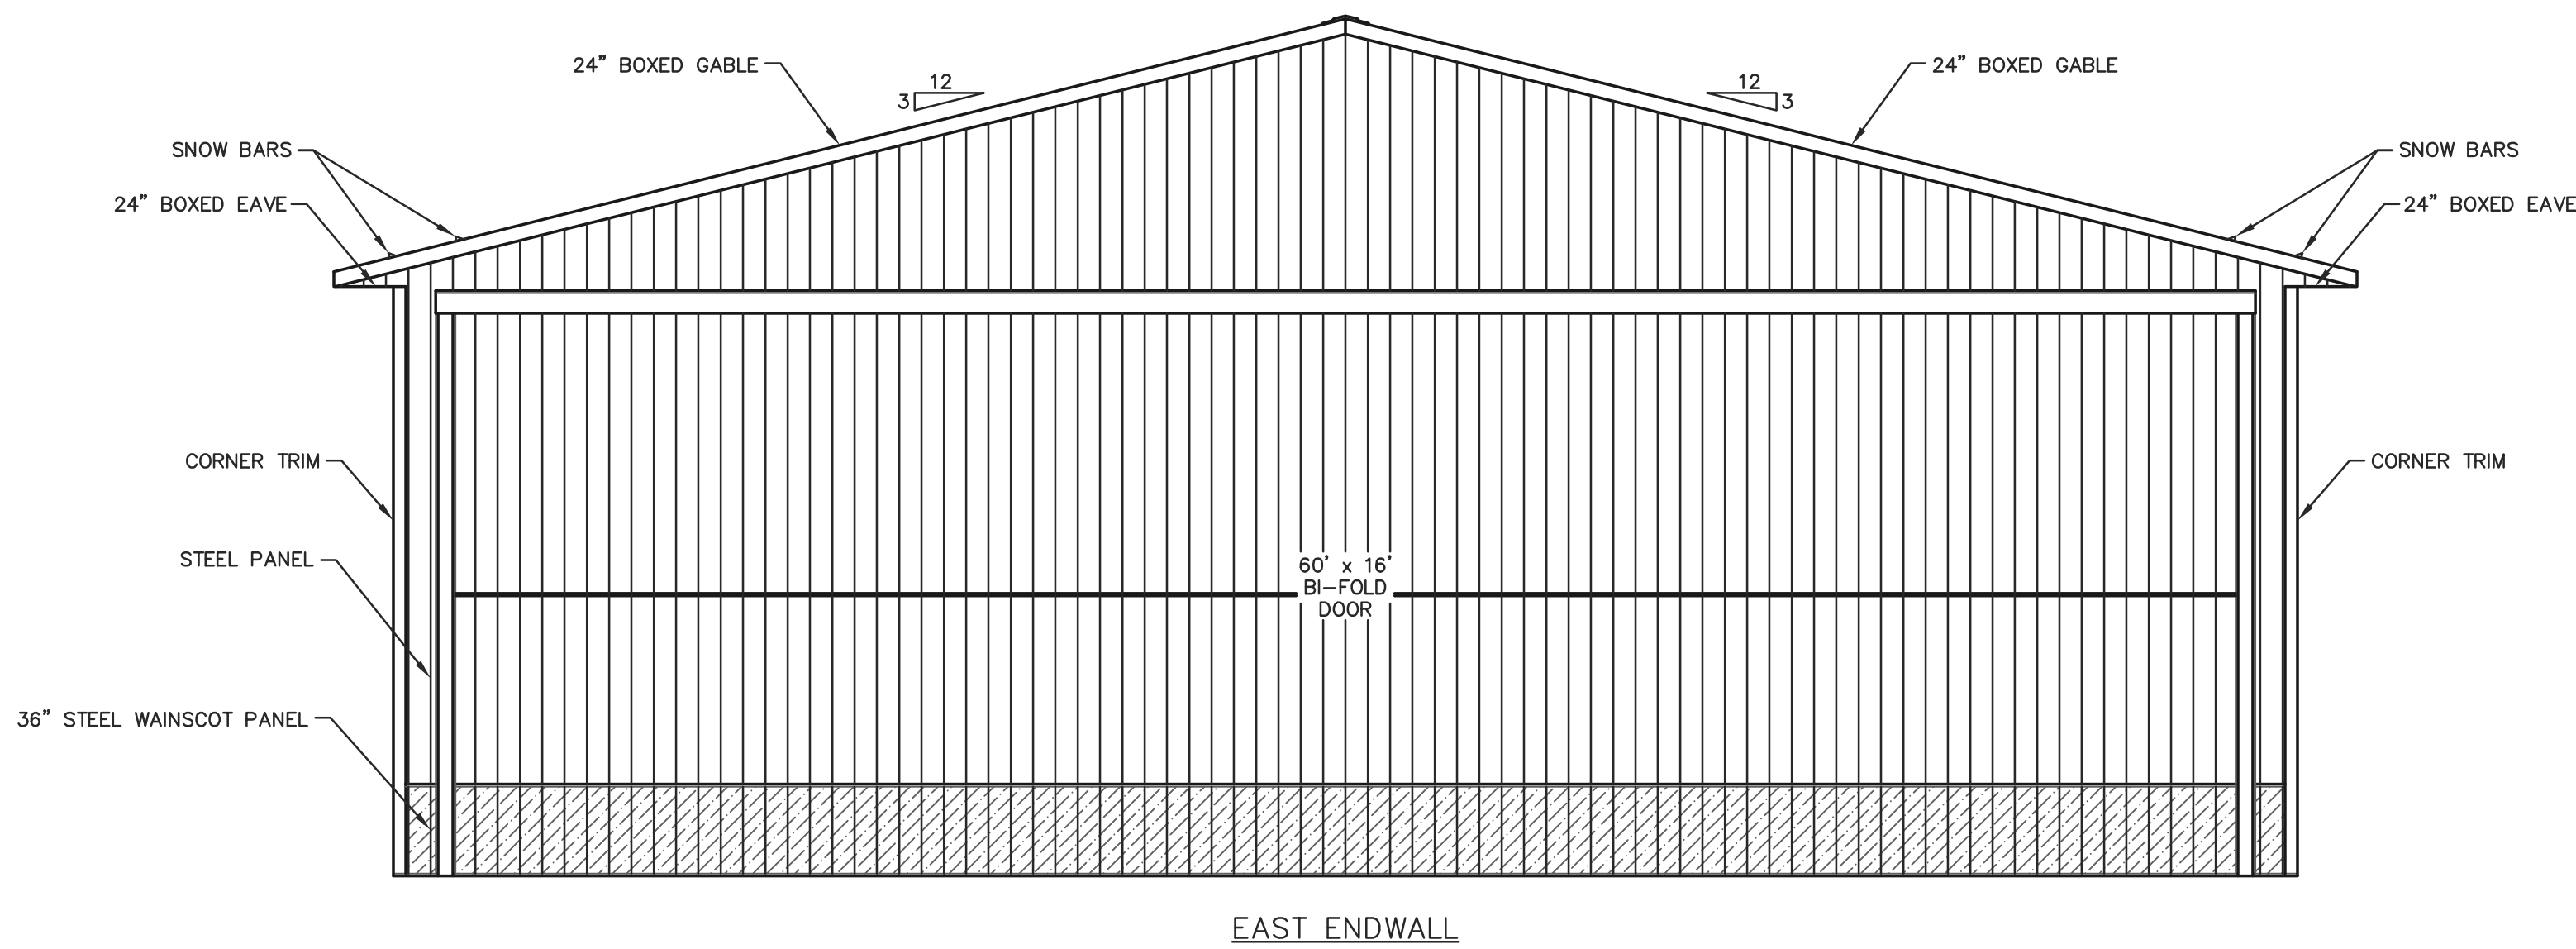 24” BOXED GABLE
24” BOXED GABLE
12
3
12
3
SNOW BARS
SNOW BARS
24” BOXED EAVE
24” BOXED EAVE
CORNER TRIM
CORNER TRIM
STEEL PANEL
60’ x 16’
BI-FOLD
DOOR
36” STEEL WAINSCOT PANEL
EAST ENDWALL